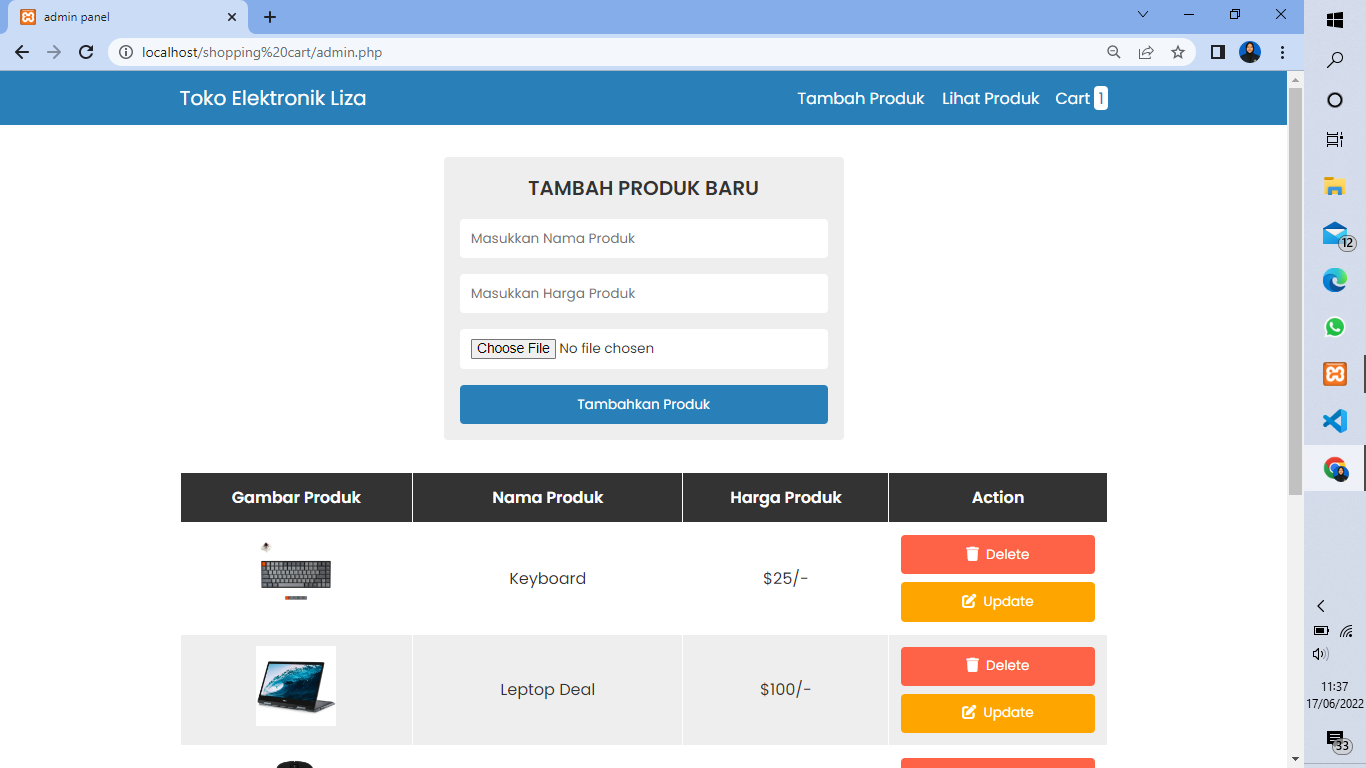 admin panel
localhost/shopping%20cart/admin.php
Toko Elektronik Liza
Tambah Produk Lihat Produk Cart 1
TAMBAH PRODUK BARU
Masukkan Nama Produk
Masukkan Harga Produk
Choose File No file chosen
Tambahkan Produk
Gambar Produk Nama Produk Harga Produk Action
Keyboard $25/- Delete
Update
Leptop Deal $100/- Delete
Update
12
11:37
17/06/2022
33